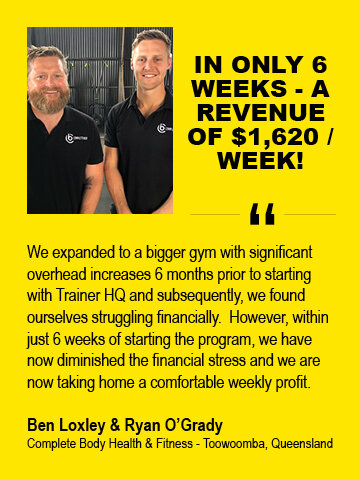 IN ONLY 6
WEEKS - A
REVENUE
OF $1,620 /
WEEK!
“
We expanded to a bigger gym with significant
overhead increases 6 months prior to starting
with Trainer HQ and subsequently, we found
ourselves struggling financially.  However, within
just 6 weeks of starting the program, we have
now diminished the financial stress and we are
now taking home a comfortable weekly profit.
Ben Loxley & Ryan O’Grady
Complete Body Health & Fitness - Toowoomba, Queensland